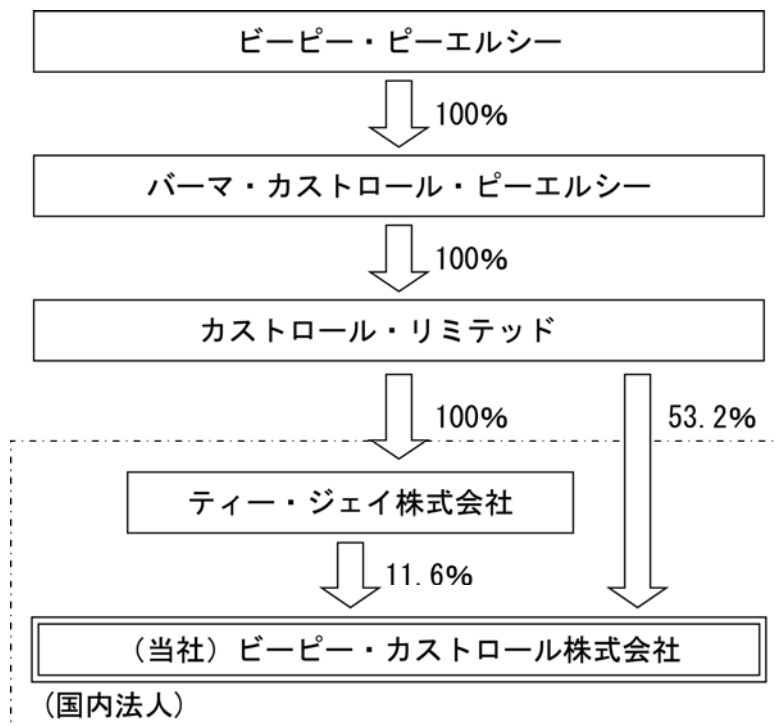 ビーピー・ピーエルシー
100%
バーマ・カストロール・ピーエルシー
100%
カストロール・リミテッド
100%
53.2%
ティー・ジェイ株式会社
11.6%
（当社）ビーピー・カストロール株式会社
(国内法人)